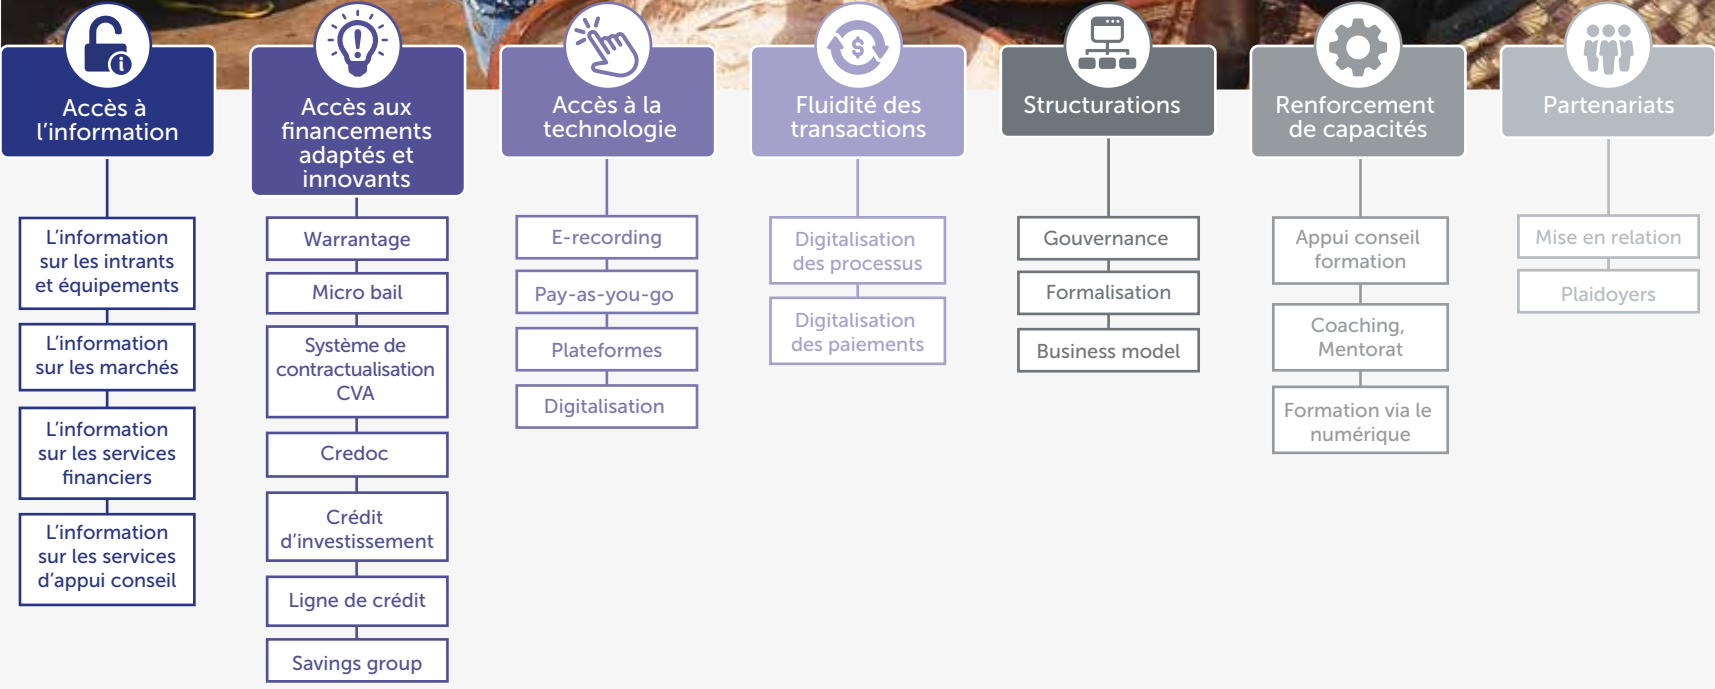 Accès à
l'information
L'information
sur les intrants
et équipements
L'information
sur les marchés
L'information
sur les services
financiers
L'information
sur les services
d'appui conseil
Accès aux
financements
adaptés et
innovants
Warrantage
Micro bail
Système de
contractualisation
CVA
Credoc
Crédit
d'investissement
Ligne de crédit
Savings group
Accès à la
technologie
E-recording
Pay-as-you-go
Plateformes
Digitalisation
$
Fluidité des
transactions
Digitalisation
des processus
Digitalisation
des paiements
Structurations
Gouvernance
Formalisation
Business model
Renforcement
de capacités
Appui conseil
formation
Coaching,
Mentorat
Formation via le
numérique
Partenariats
Mise en relation
Plaidoyers